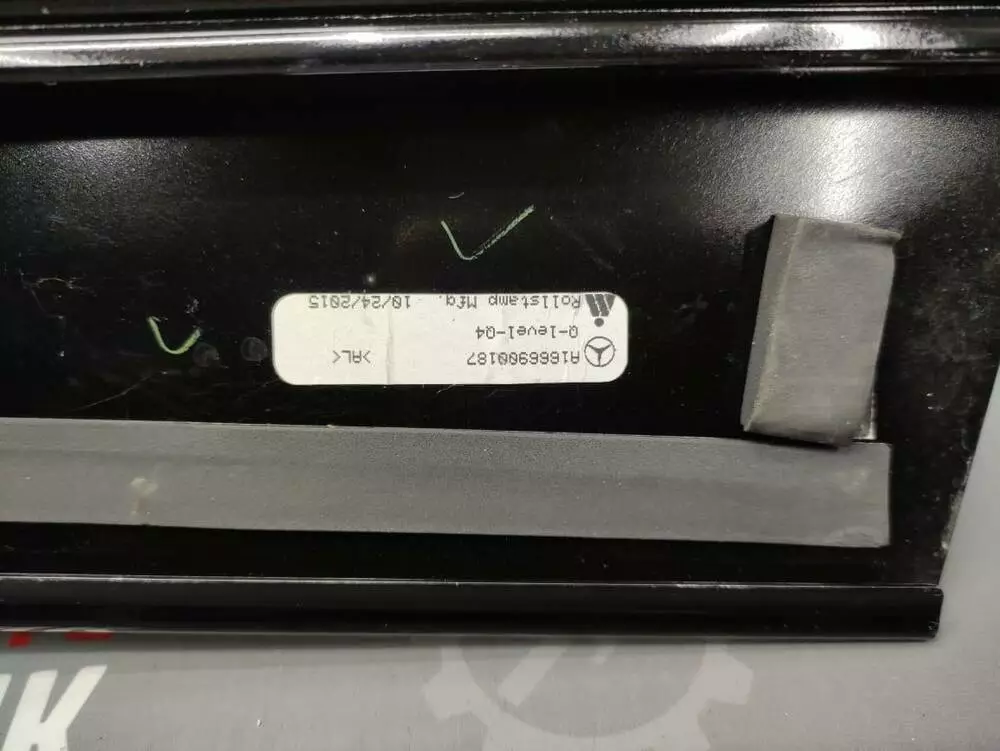 A1666900187 >AL<
Q-level-Q4
Rollstamp Mfg. 10/24/2015